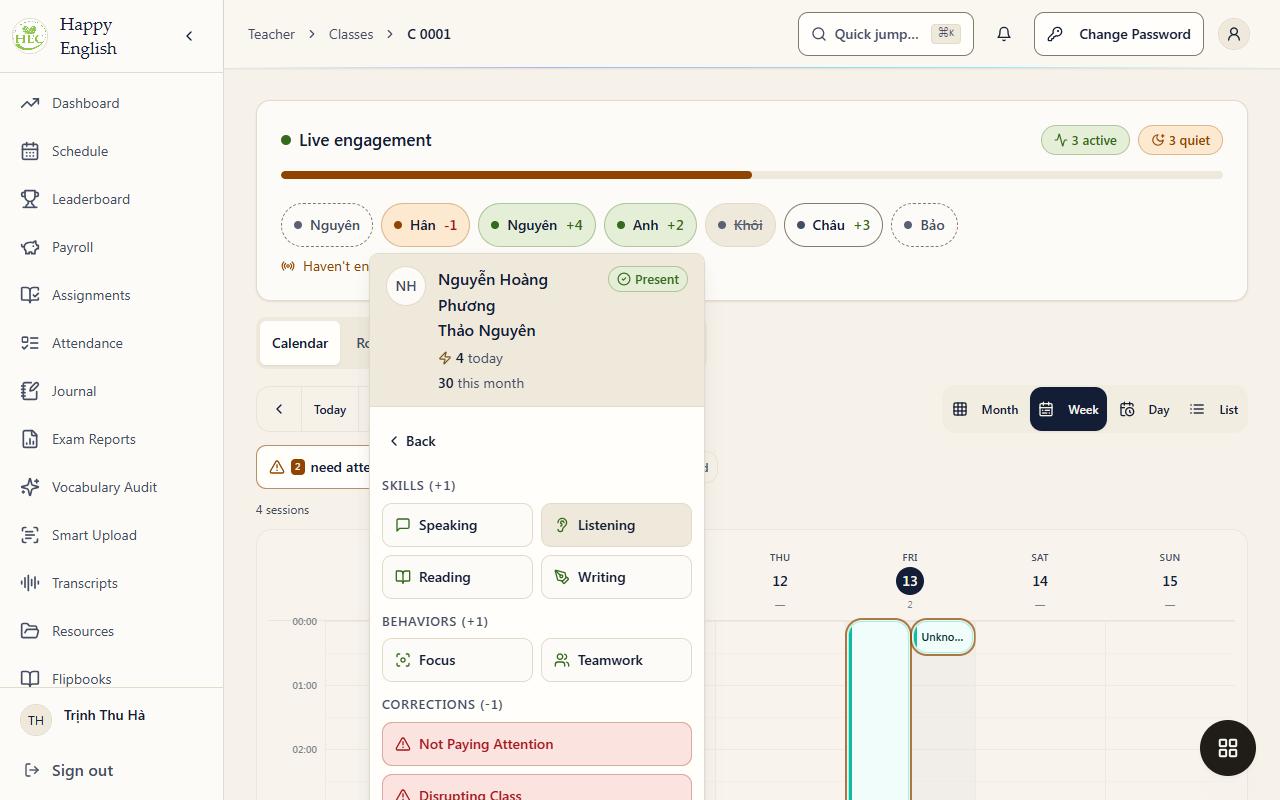 HEC
Happy
English
Teacher
Classes
C 0001
Quick jump...
⌘K
Change Password
Dashboard
Schedule
Leaderboard
Payroll
Assignments
Attendance
Journal
Exam Reports
Vocabulary Audit
Smart Upload
Transcripts
Resources
Flipbooks
TH
Trịnh Thu Hà
Sign out
Live engagement
3 active
3 quiet
Nguyên
Hân -1
Nguyên +4
Anh +2
Khôi
Châu +3
Bảo
Haven't en
NH
Nguyễn Hoàng
Phương
Thảo Nguyên
Present
4 today
30 this month
Back
SKILLS (+1)
Speaking
Listening
Reading
Writing
BEHAVIORS (+1)
Focus
Teamwork
CORRECTIONS (-1)
Not Paying Attention
Disrupting Class
Calendar
Today
Month
Week
Day
List
2 need atte
4 sessions
THU
12
—
FRI
13
2
SAT
14
—
SUN
15
—
00:00
01:00
02:00
Unkno...